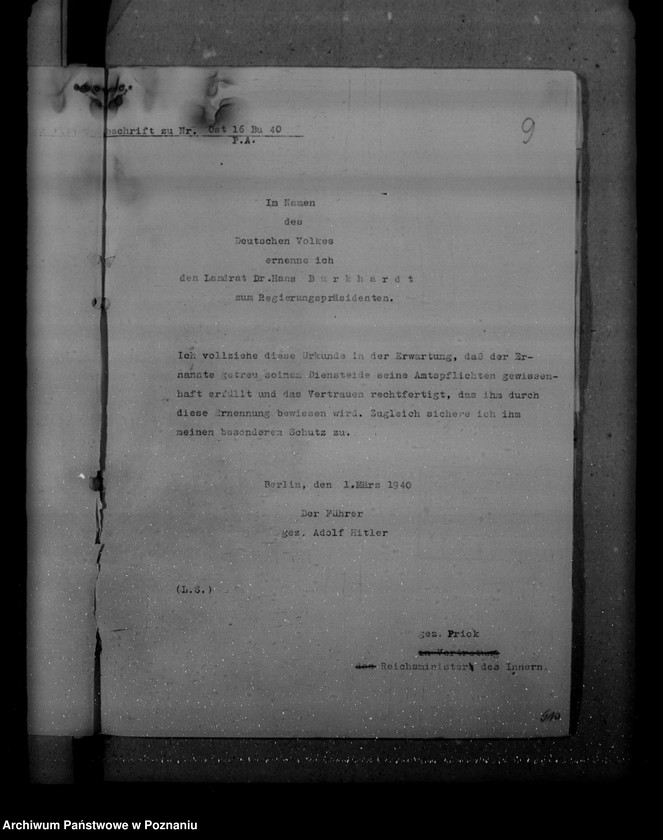 schrift zu Nr. Ost 16 Bu 40
P.A.
9
Im Namen
des
Deutschen Volkes
ernenne ich
den Landrat Dr.Hans B u r k h a r d t
zum Regierungspräsidenten.
Ich vollziehe diese Urkunde in der Erwartung, daß der Er-
nannte getreu seinem Diensteide seine Amtspflichten gewissen-
haft erfüllt und das Vertrauen rechtfertigt, das ihm durch
diese Ernennung bewiesen wird. Zugleich sichere ich ihm
meinen besonderen Schutz zu.
Berlin, den 1.März 1940
Der Führer
gez. Adolf Hitler
(L.S.)
gez. Frick
in Vertretung
des Reichsminister des Innern.
Archiwum Państwowe w Poznaniu